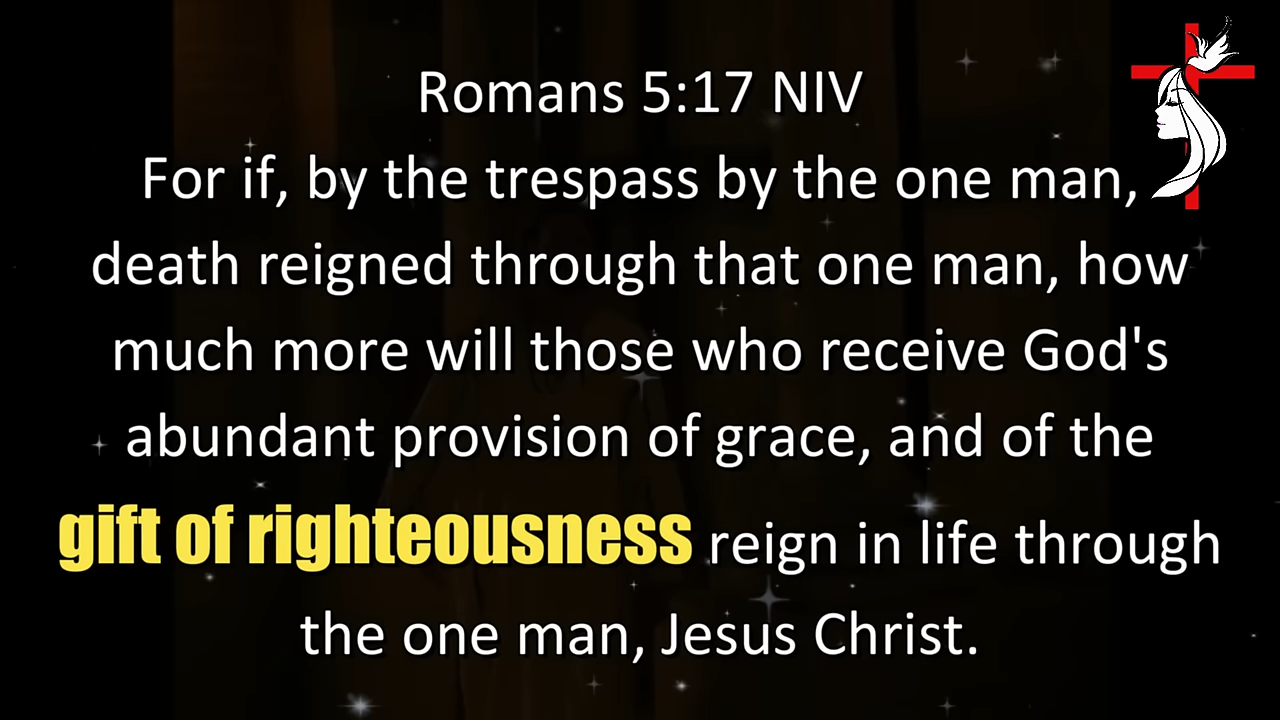 Romans 5:17 NIV
For if, by the trespass by the one man,
death reigned through that one man, how
much more will those who receive God's
abundant provision of grace, and of the
gift of righteousness reign in life through
the one man, Jesus Christ.